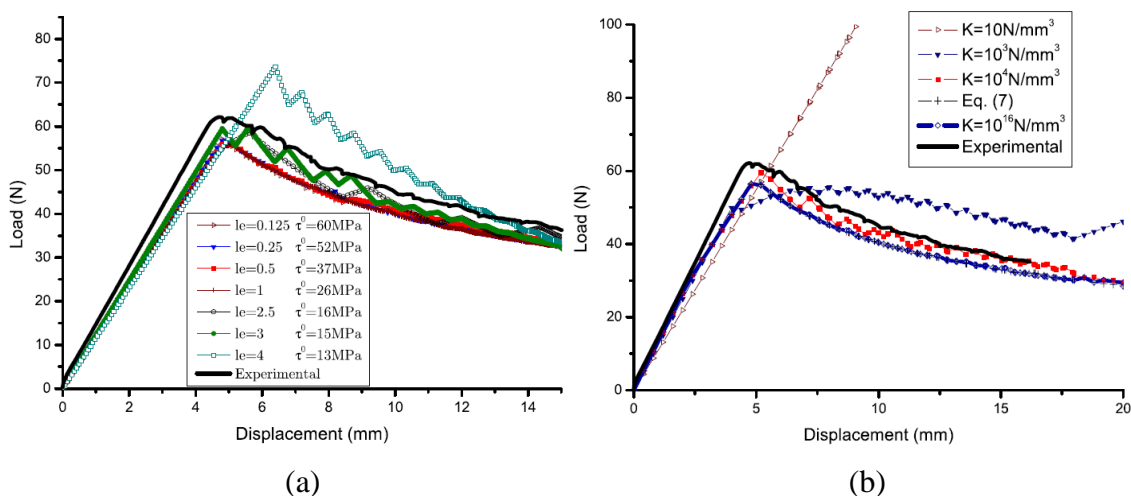 80
70
60
50
40
30
20
10
0
0 2 4 6 8 10 12 14
Load (N)
Displacement (mm)
le=0.125 τ⁰=60MPa
le=0.25 τ⁰=52MPa
le=0.5 τ⁰=37MPa
le=1 τ⁰=26MPa
le=2.5 τ⁰=16MPa
le=3 τ⁰=15MPa
le=4 τ⁰=13MPa
Experimental
(a)
100
80
60
40
20
0
0 5 10 15 20
Load (N)
Displacement (mm)
K=10N/mm³
K=10³N/mm³
K=10⁴N/mm³
Eq. (7)
K=10¹⁶N/mm³
Experimental
(b)